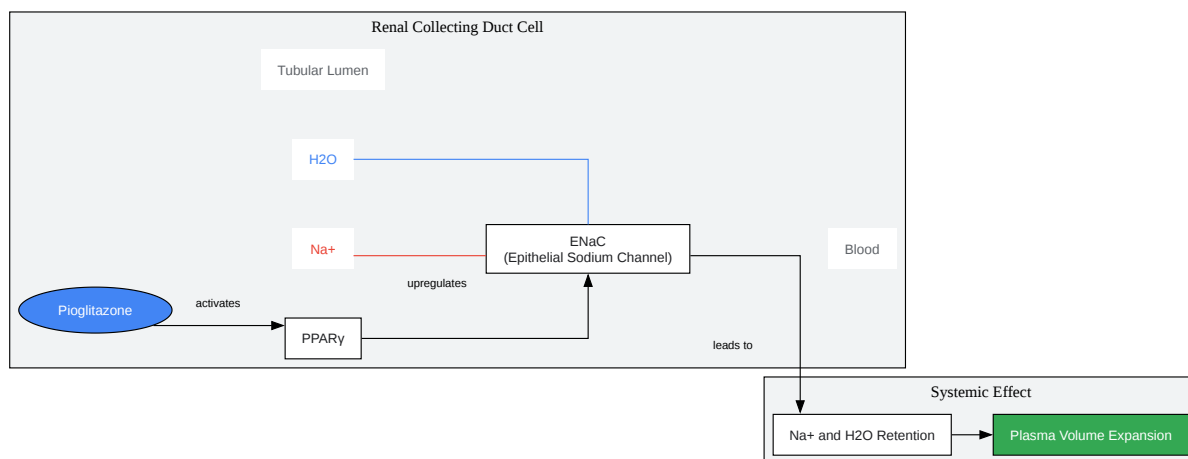 Renal Collecting Duct Cell
Tubular Lumen
H2O
Na+
ENaC
(Epithelial Sodium Channel)
Blood
upregulates
activates
Pioglitazone
PPARγ
leads to
Systemic Effect
Na+ and H2O Retention
Plasma Volume Expansion